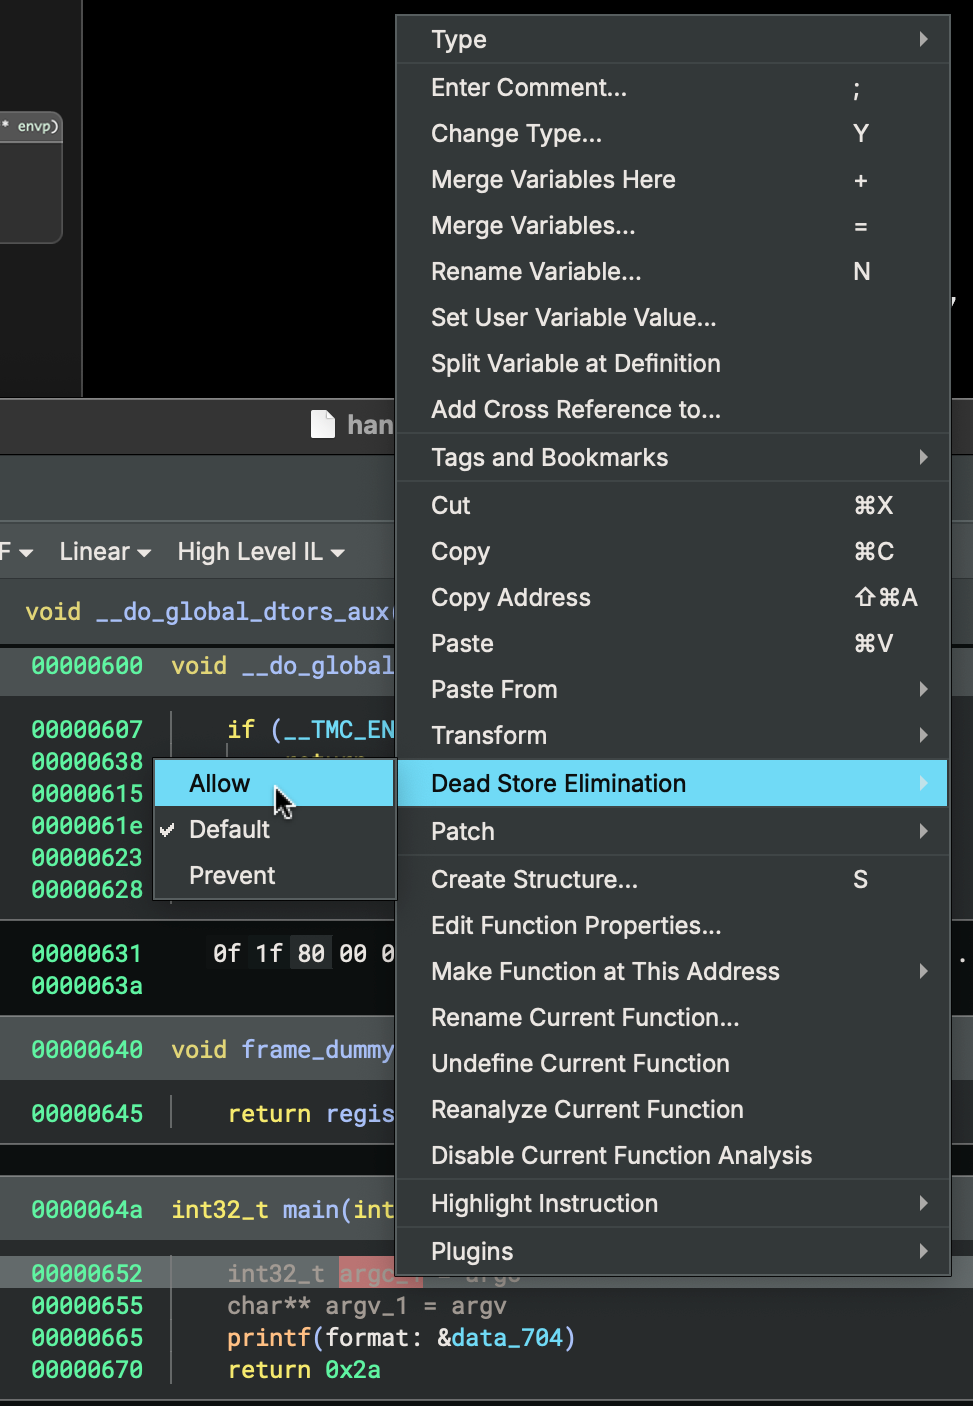 * envp)
Type
Enter Comment... ;
Change Type... Y
Merge Variables Here +
Merge Variables... =
Rename Variable... N
Set User Variable Value...
Split Variable at Definition
Add Cross Reference to...
Tags and Bookmarks
Cut ⌘X
Copy ⌘C
Copy Address ⇧⌘A
Paste ⌘V
Paste From
Transform
Dead Store Elimination
Patch
Create Structure... S
Edit Function Properties...
Make Function at This Address
Rename Current Function...
Undefine Current Function
Reanalyze Current Function
Disable Current Function Analysis
Highlight Instruction
Plugins
Allow
Default
Prevent
han
F Linear High Level IL
void __do_global_dtors_aux(
00000600 void __do_global
00000607 if (__TMC_EN
00000638
00000615
0000061e
00000623
00000628
00000631 0f 1f 80 00 0
0000063a
00000640 void frame_dummy
00000645 return regis
0000064a int32_t main(int
00000652 int32_t argc_1 = argc
00000655 char** argv_1 = argv
00000665 printf(format: &data_704)
00000670 return 0x2a